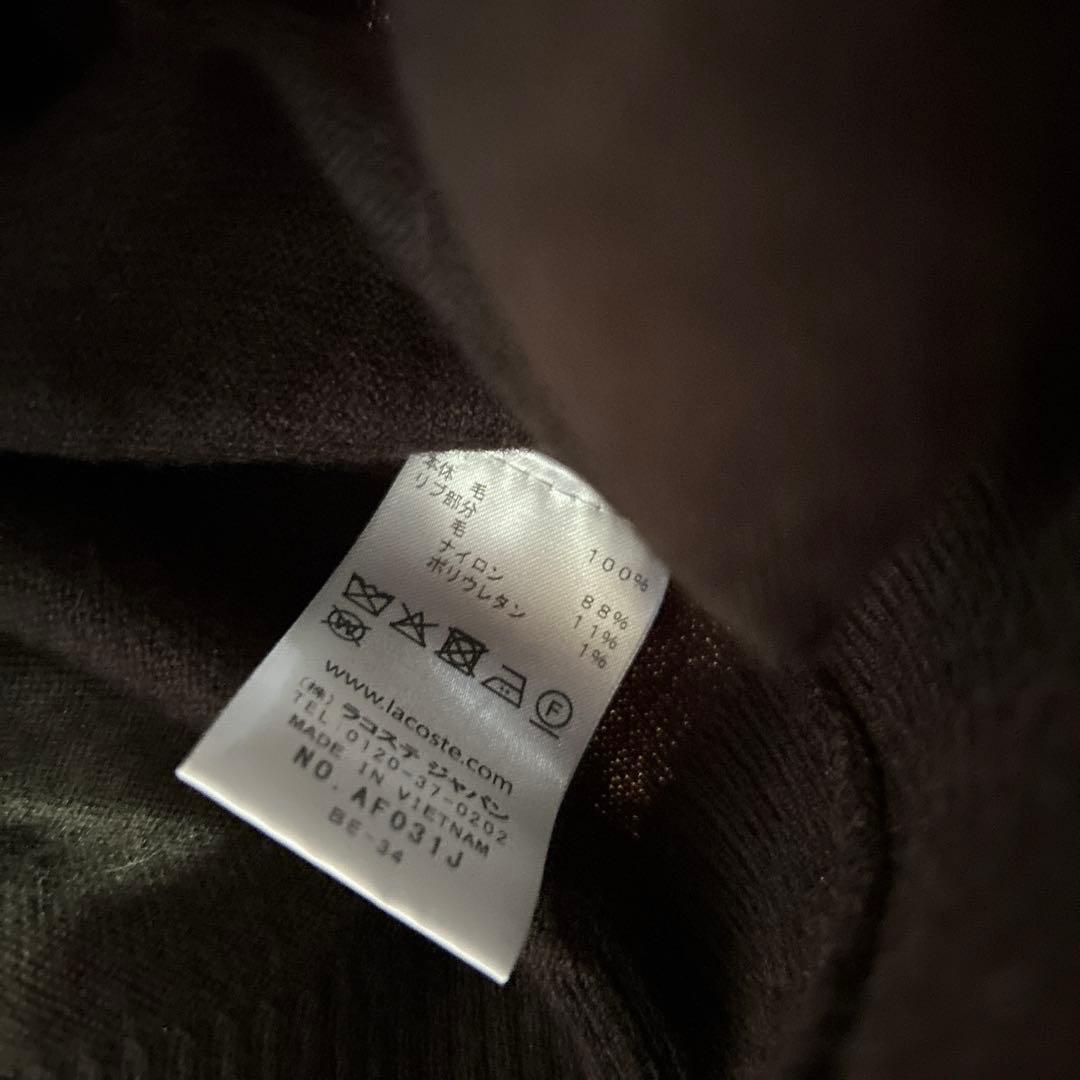 本体 毛 100%
リブ部分
毛 88%
ナイロン 11%
ポリウレタン 1%
W
F
www.lacoste.com
(株)ラコステ ジャパン
TEL 0120-37-0202
MADE IN VIETNAM
NO. AF031J
BE-34